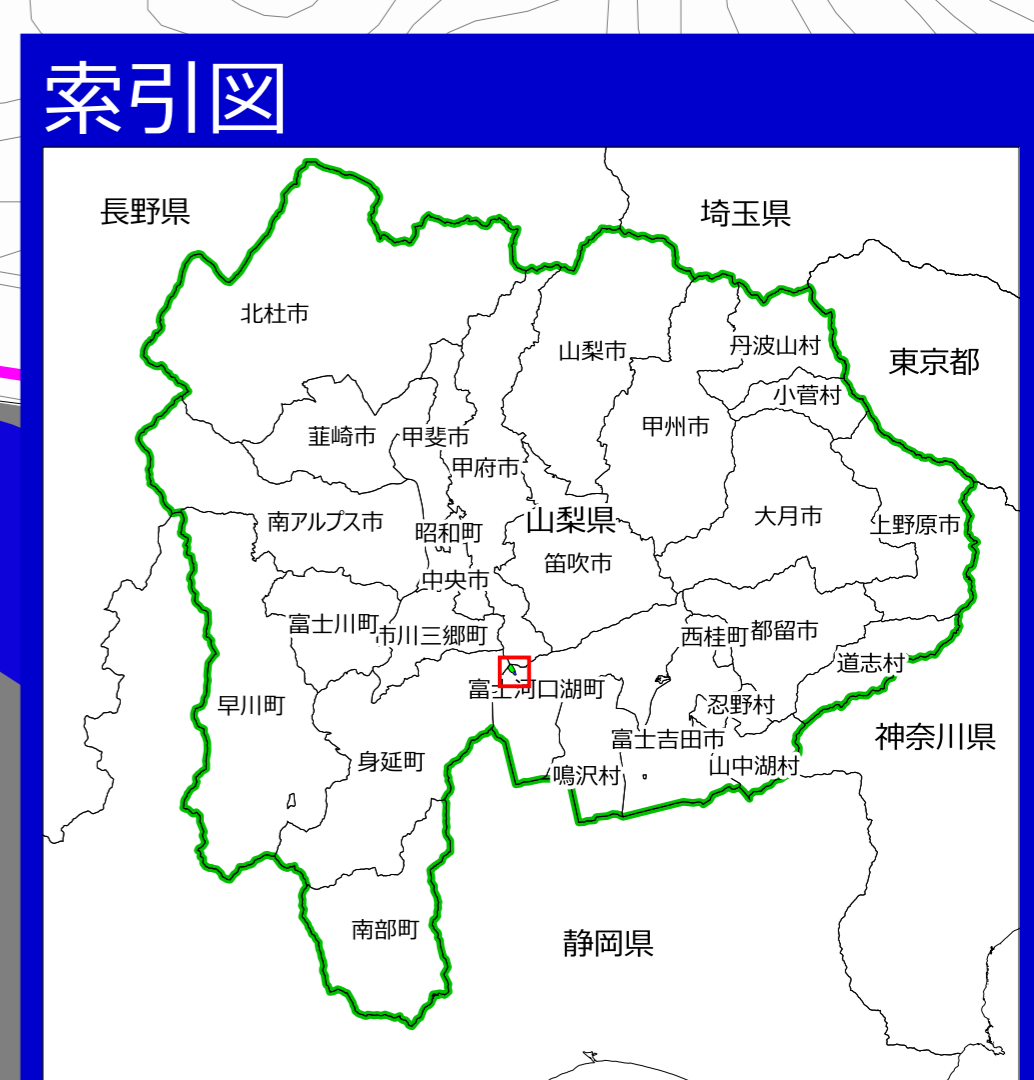 索引図
長野県
埼玉県
北杜市
山梨市
丹波山村
東京都
小菅村
韮崎市
甲斐市
甲州市
甲府市
南アルプス市
昭和町
山梨県
大月市
上野原市
笛吹市
中央市
富士川町
市川三郷町
西桂町
都留市
道志村
富士河口湖町
早川町
忍野村
富士吉田市
神奈川県
身延町
鳴沢村
山中湖村
南部町
静岡県